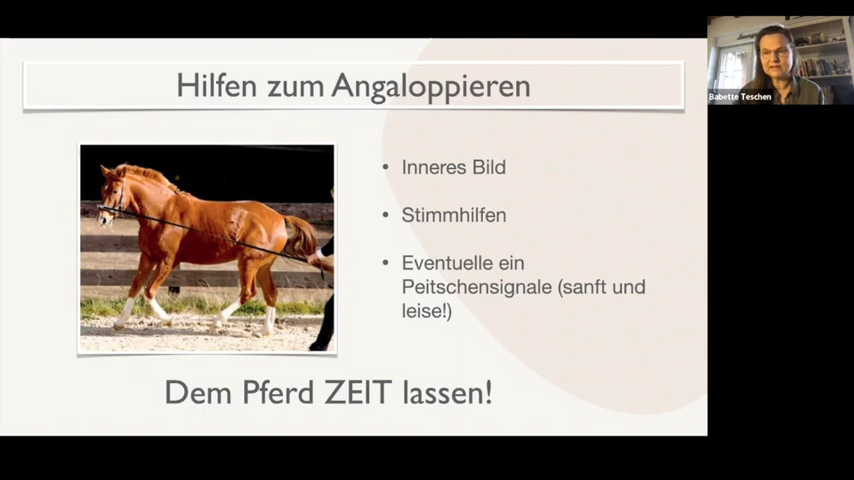 Hilfen zum Angaloppieren
Babette Teschen
• Inneres Bild
• Stimmhilfen
• Eventuelle ein
Peitschensignale (sanft und
leise!)
Dem Pferd ZEIT lassen!